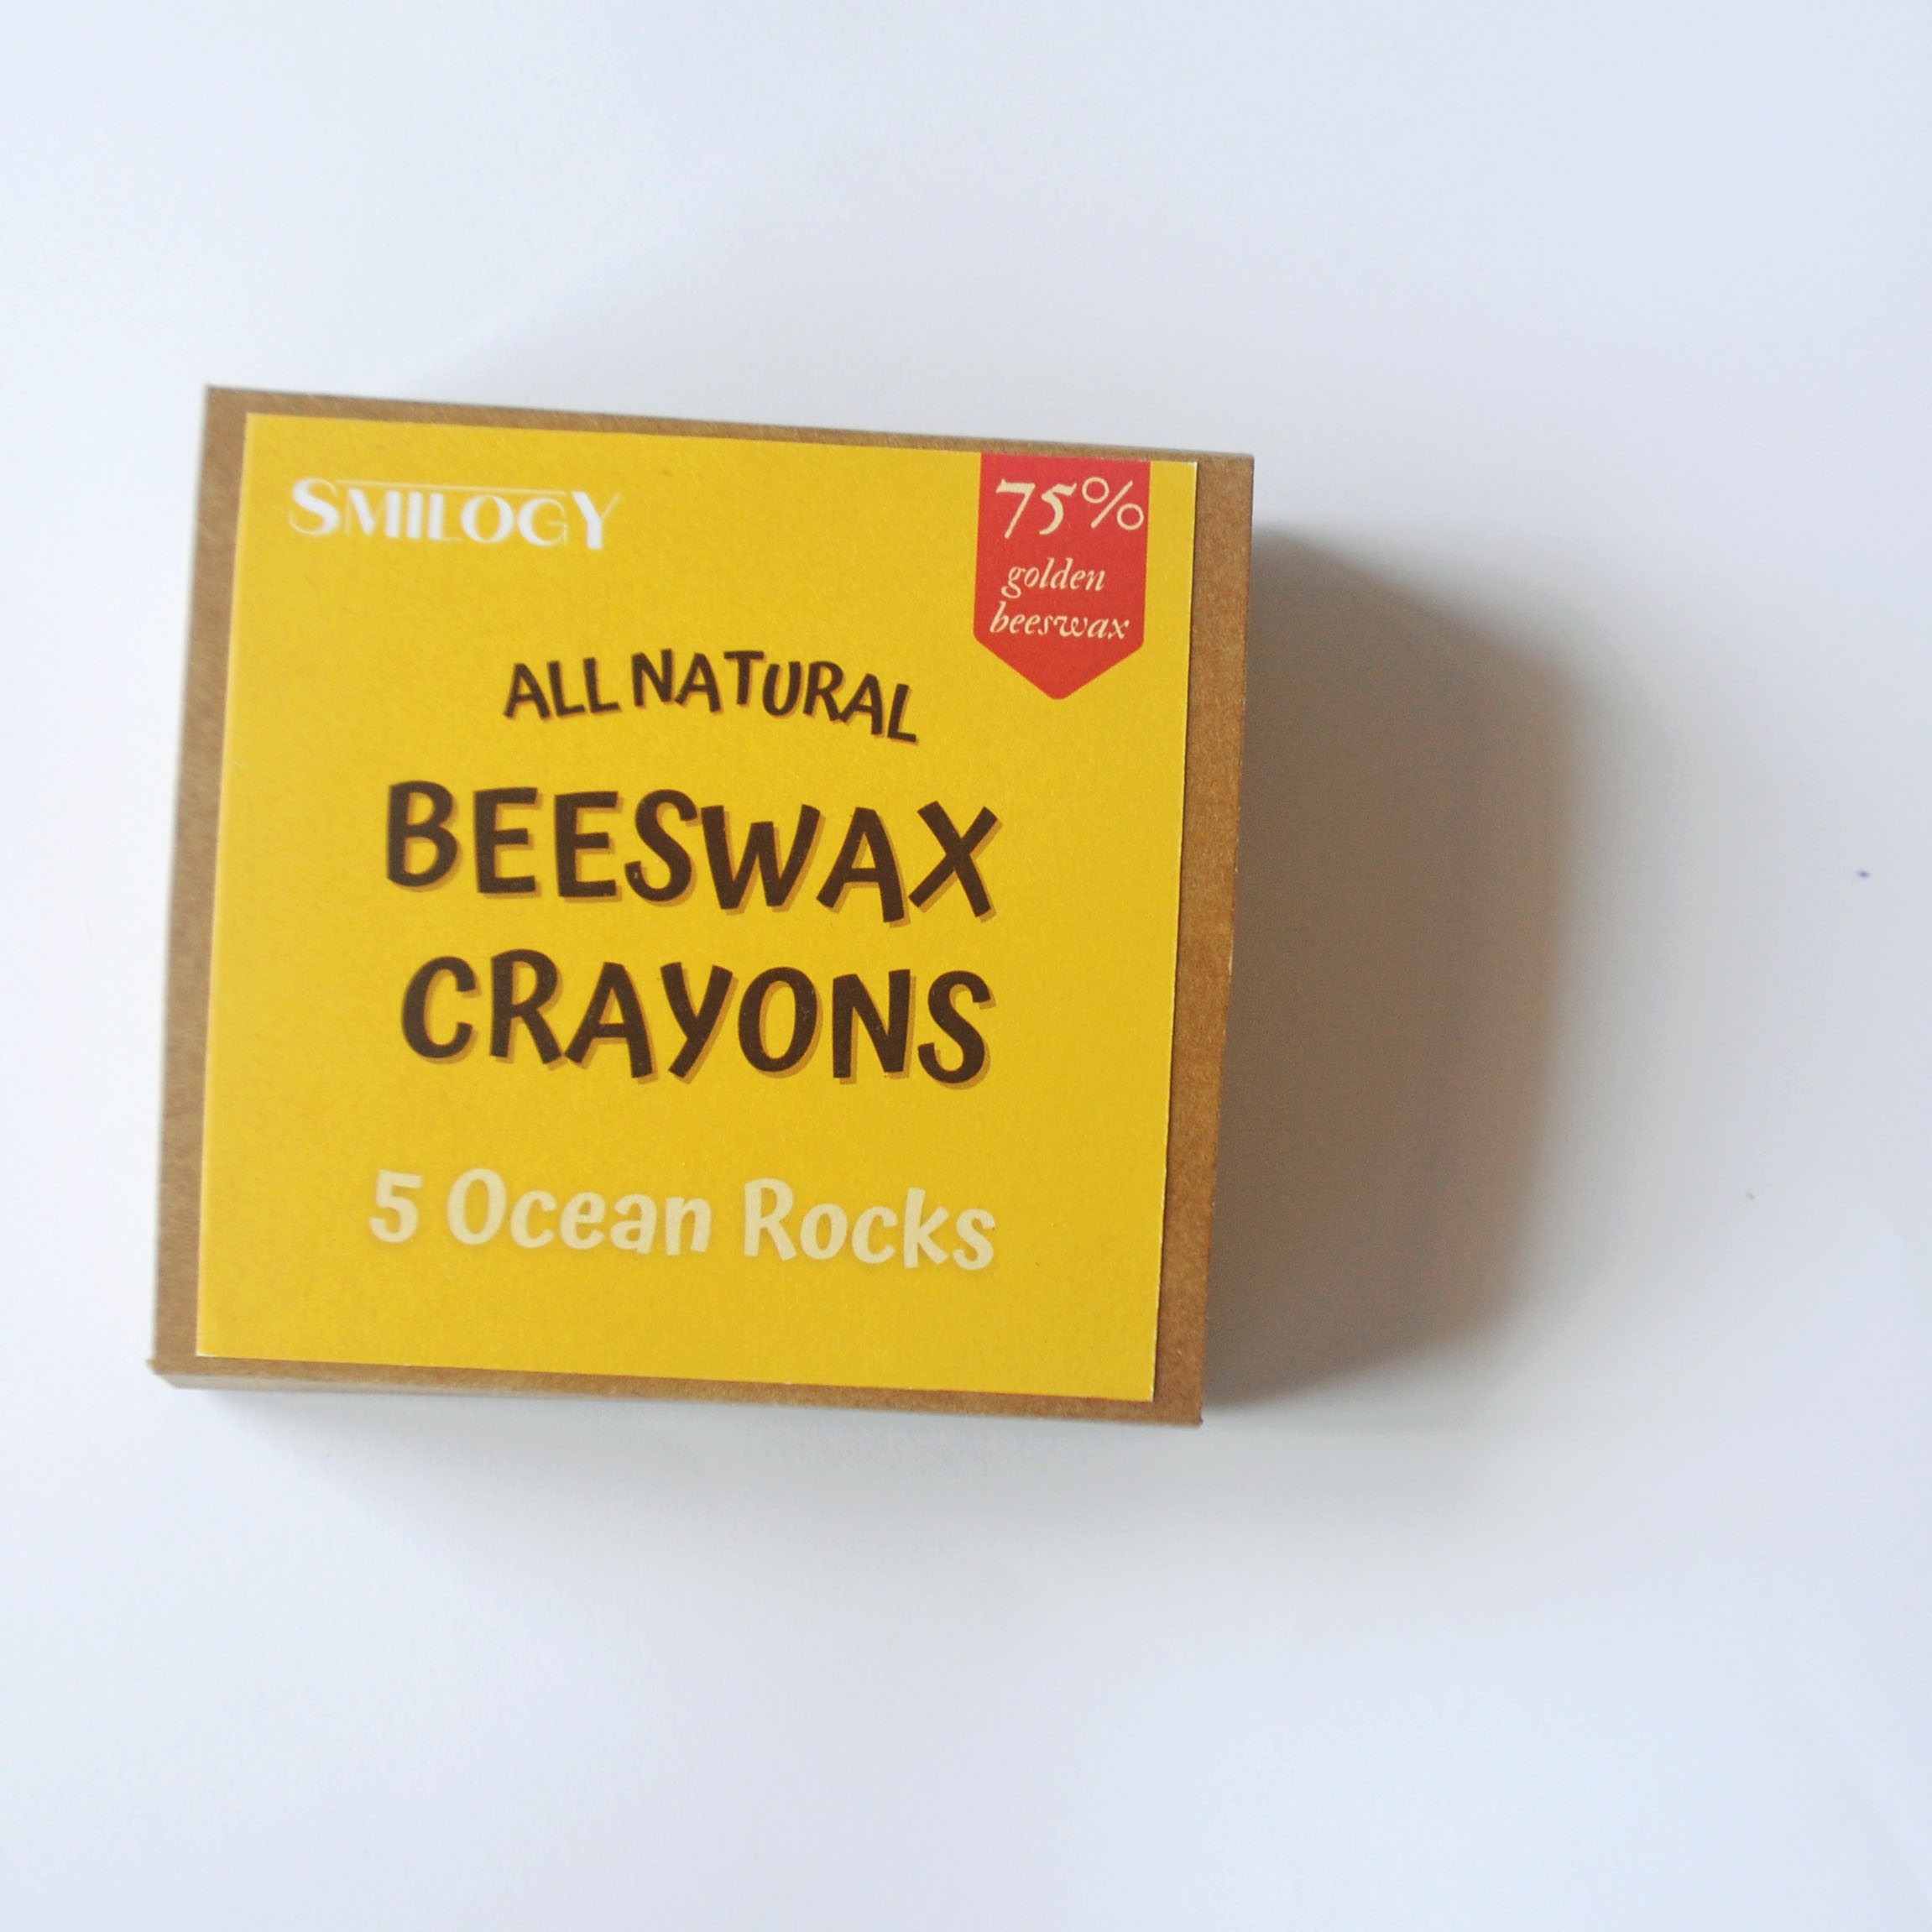 SMILOGY
75%
golden
beeswax
ALL NATURAL
BEESWAX
CRAYONS
5 Ocean Rocks